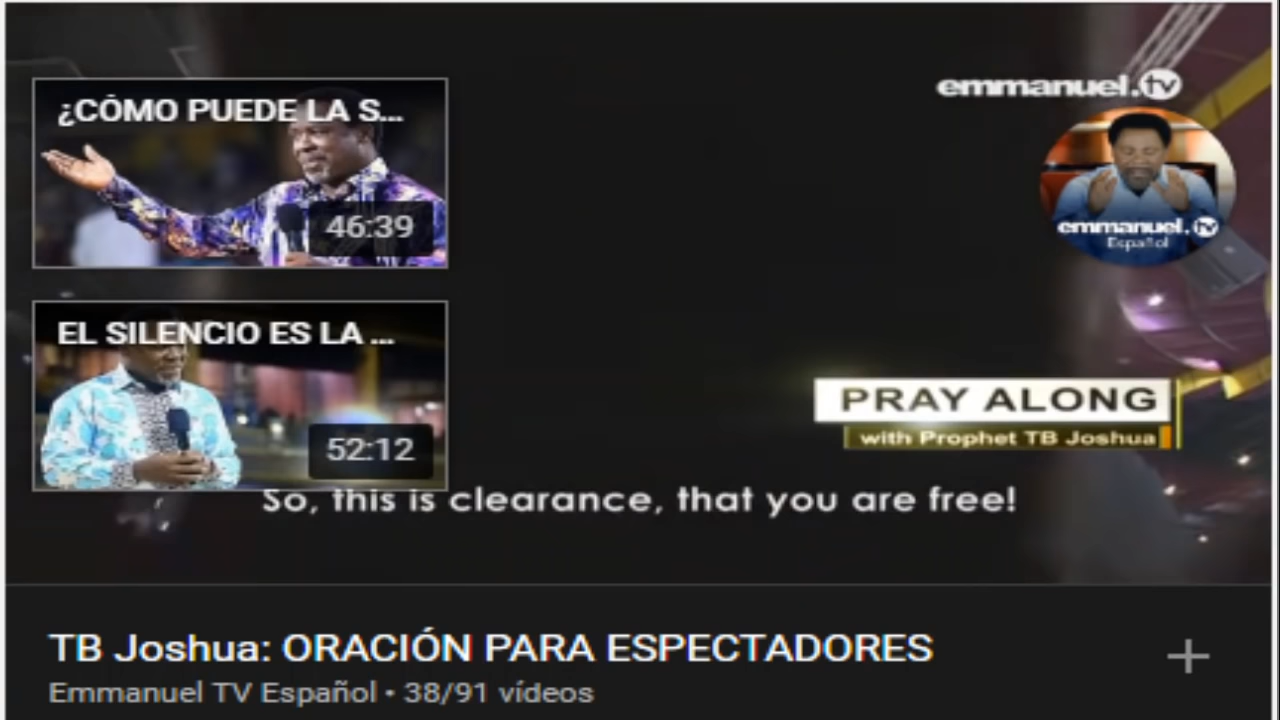 ¿CÓMO PUEDE LA S...
46:39
emmanuel.tv
emmanuel.tv
Español
EL SILENCIO ES LA ...
52:12
PRAY ALONG
with Prophet TB Joshua
So, this is clearance, that you are free!
TB Joshua: ORACIÓN PARA ESPECTADORES
Emmanuel TV Español • 38/91 vídeos